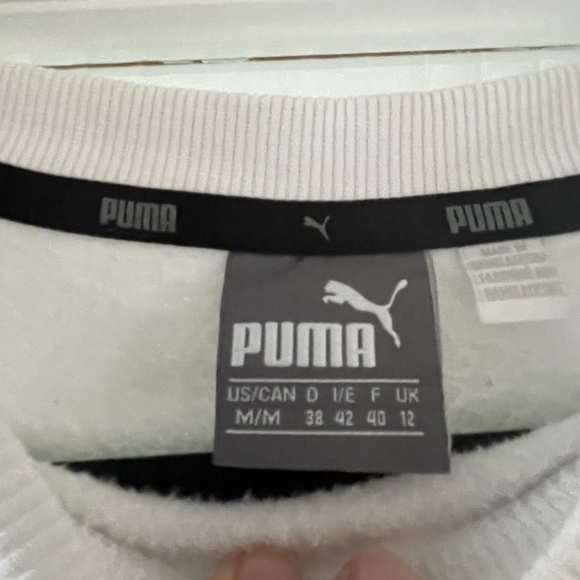 PUMA PUMA
PUMA
US/CAN D I/E F UK
M/M 38 42 40 12